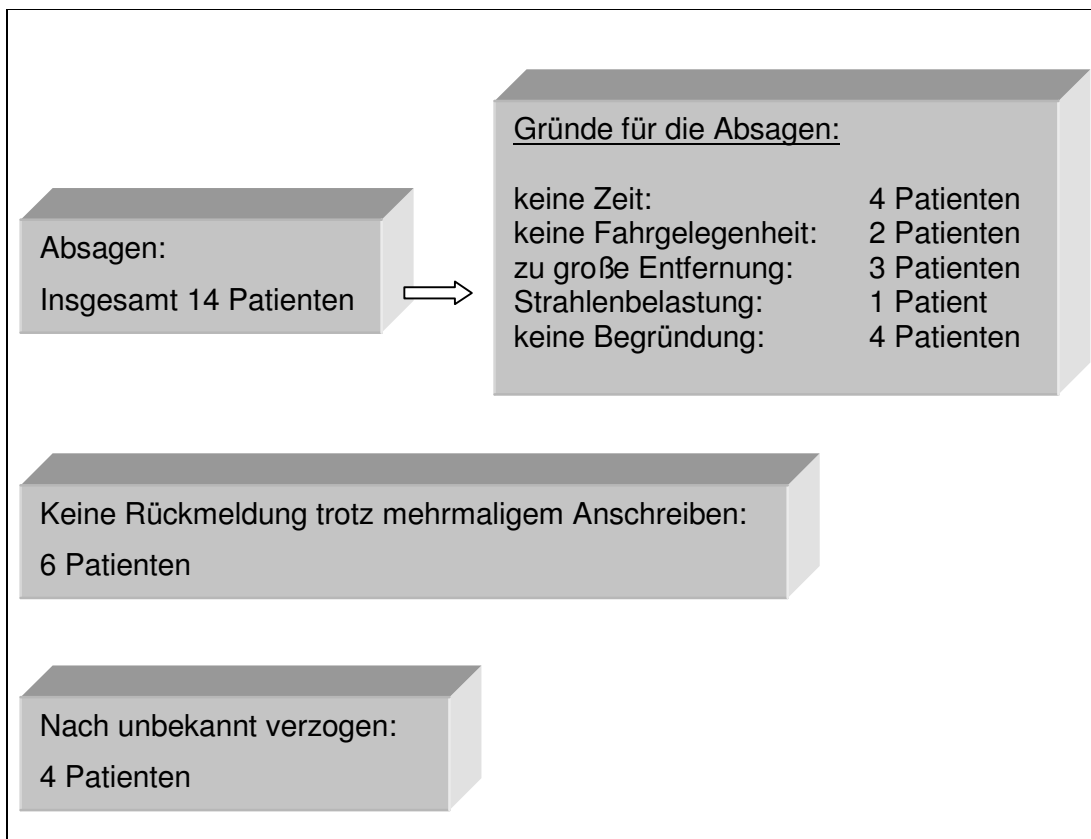 Absagen:
Insgesamt 14 Patienten
Gründe für die Absagen:
keine Zeit: 4 Patienten
keine Fahrgelegenheit: 2 Patienten
zu große Entfernung: 3 Patienten
Strahlenbelastung: 1 Patient
keine Begründung: 4 Patienten
Keine Rückmeldung trotz mehrmaligem Anschreiben:
6 Patienten
Nach unbekannt verzogen:
4 Patienten